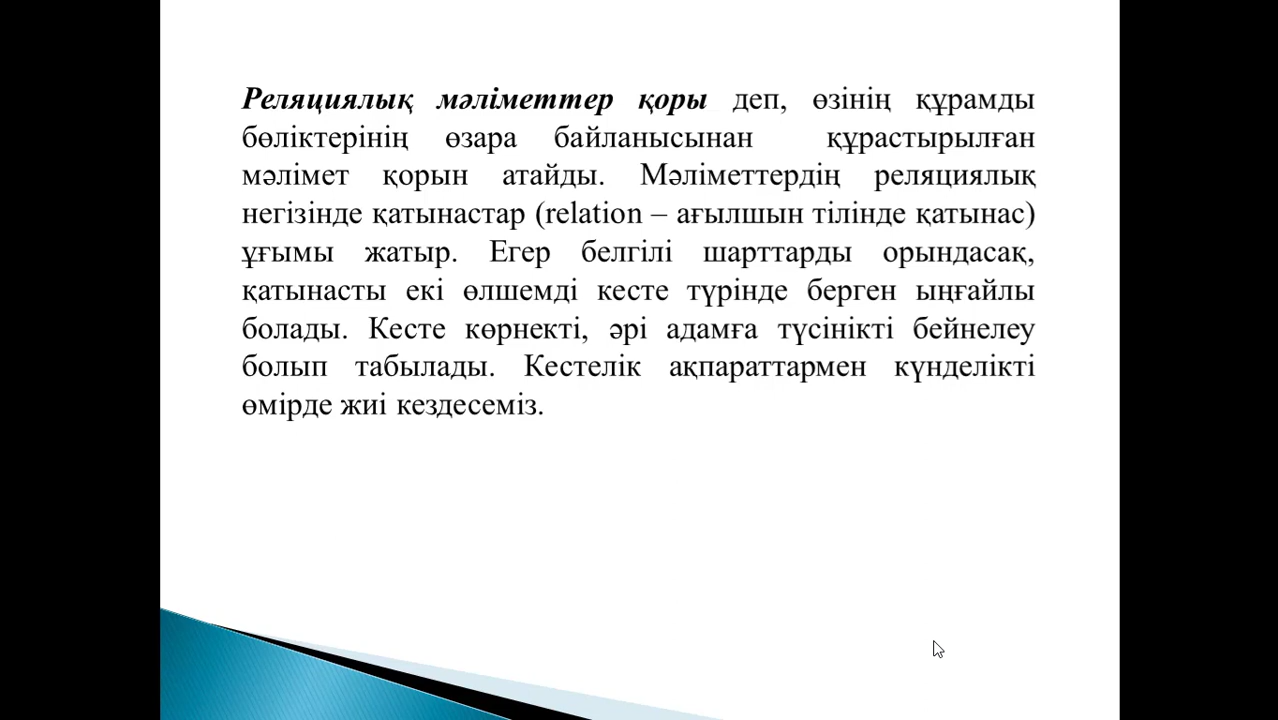 Реляциялық мәліметтер қоры деп, өзінің құрамды
бөліктерінің өзара байланысынан құрастырылған
мәлімет қорын атайды. Мәліметтердің реляциялық
негізінде қатынастар (relation – ағылшын тілінде қатынас)
ұғымы жатыр. Егер белгілі шарттарды орындасақ,
қатынасты екі өлшемді кесте түрінде берген ыңғайлы
болады. Кесте көрнекті, әрі адамға түсінікті бейнелеу
болып табылады. Кестелік ақпараттармен күнделікті
өмірде жиі кездесеміз.